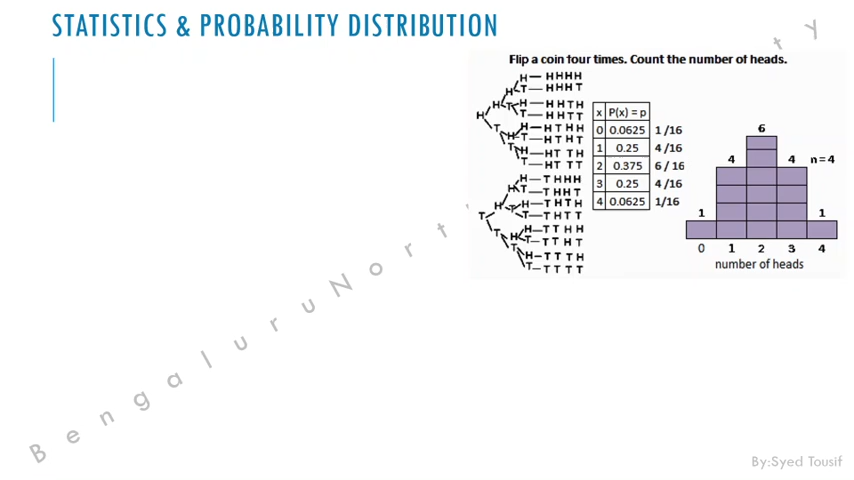 STATISTICS & PROBABILITY DISTRIBUTION
Flip a coin four times. Count the number of heads.
H H H — H H H H
T — H H H T
T H — H H T H
T — H H T T
T H H — H T H H
T — H T H T
T H — H T T H
T — H T T T
T H H H — T H H H
T — T H H T
T H — T H T H
T — T H T T
T H H — T T H H
T — T T H T
T H — T T T H
T — T T T T
x P(x) = p
0 0.0625 1 /16
1 0.25 4 /16
2 0.375 6 / 16
3 0.25 4 /16
4 0.0625 1/16
1 4 6 4 1
n = 4
0 1 2 3 4
number of heads
B e n g a l u r u N o r t
t y
By:Syed Tousif